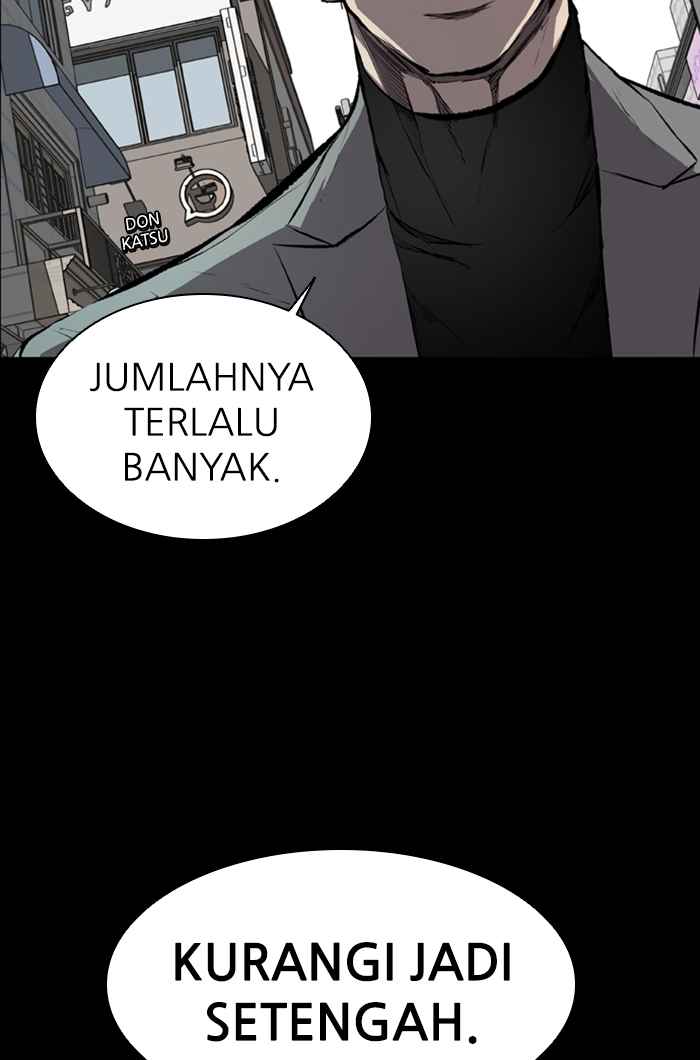 DON
KATSU
JUMLAHNYA
TERLALU
BANYAK.
KURANGI JADI
SETENGAH.